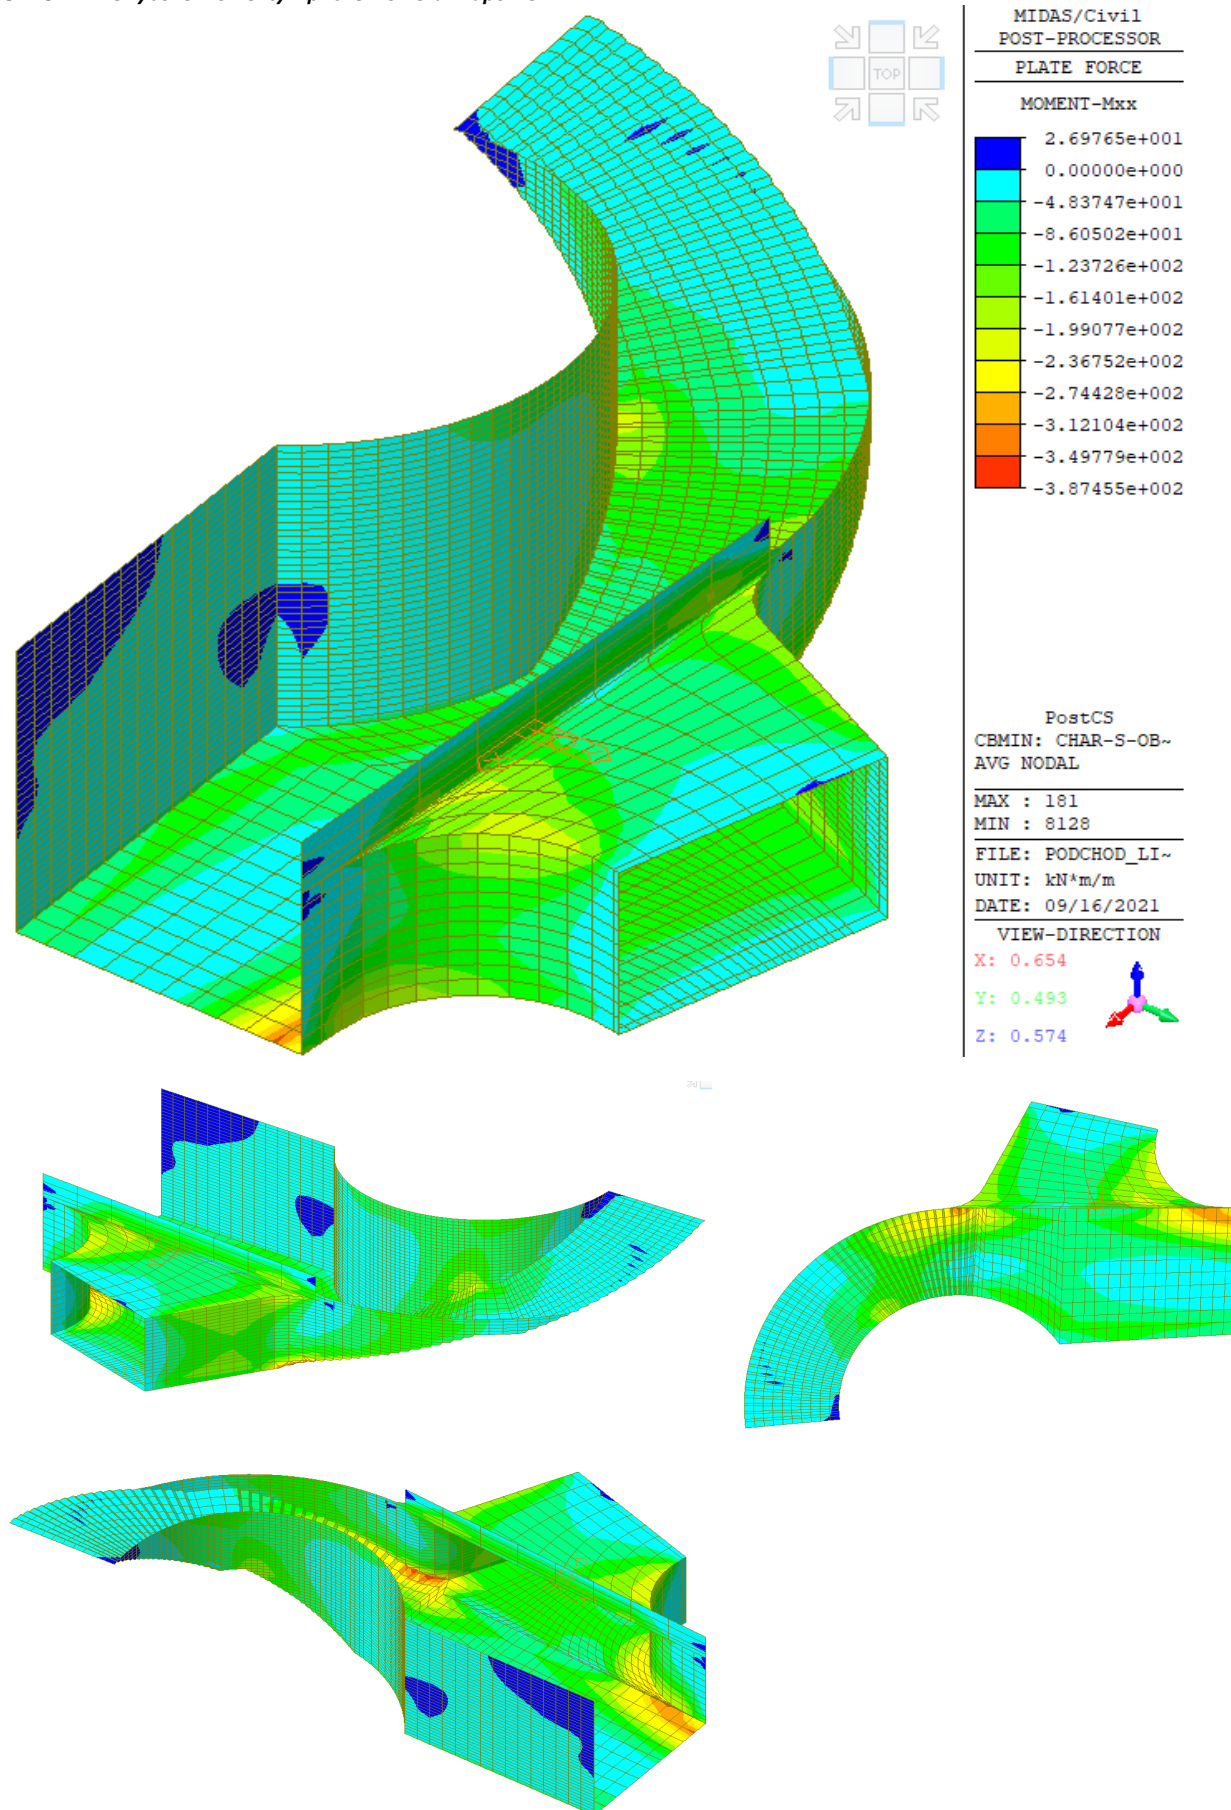 TOP
MIDAS/Civil
POST-PROCESSOR
PLATE FORCE
MOMENT-Mxx
2.69765e+001
0.00000e+000
-4.83747e+001
-8.60502e+001
-1.23726e+002
-1.61401e+002
-1.99077e+002
-2.36752e+002
-2.74428e+002
-3.12104e+002
-3.49779e+002
-3.87455e+002
PostCS
CBMIN: CHAR-S-OB~
AVG NODAL
MAX : 181
MIN : 8128
FILE: PODCHOD_LI~
UNIT: kN*m/m
DATE: 09/16/2021
VIEW-DIRECTION
X: 0.654
Y: 0.493
Z: 0.574